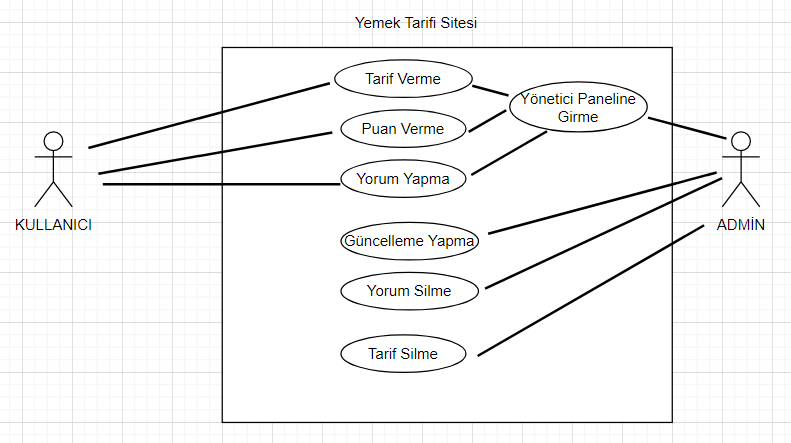 Yemek Tarifi Sitesi
Tarif Verme
Yönetici Paneline
Girme
Puan Verme
Yorum Yapma
KULLANICI
ADMİN
Güncelleme Yapma
Yorum Silme
Tarif Silme